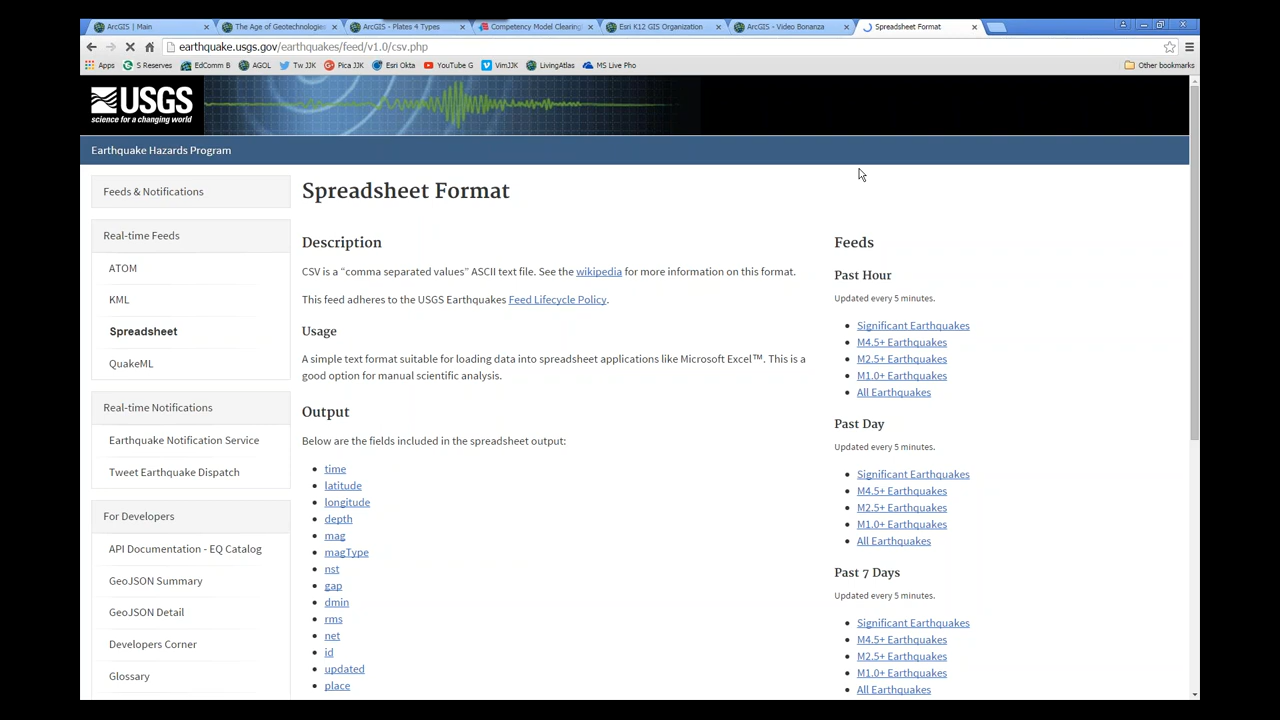 ArcGIS | Main
The Age of Geotechnologies
ArcGIS - Plates 4 Types
Competency Model Clearing
Esri K12 GIS Organization
ArcGIS - Video Bonanza
Spreadsheet Format
earthquake.usgs.gov/earthquakes/feed/v1.0/csv.php
Apps
S Reserves
EdComm B
AGOL
Tw JJK
Pica JJK
Esri Okta
YouTube G
VimJJK
LivingAtlas
MS Live Pho
Other bookmarks
USGS
science for a changing world
Earthquake Hazards Program
Feeds & Notifications
Real-time Feeds
ATOM
KML
Spreadsheet
QuakeML
Real-time Notifications
Earthquake Notification Service
Tweet Earthquake Dispatch
For Developers
API Documentation - EQ Catalog
GeoJSON Summary
GeoJSON Detail
Developers Corner
Glossary
Spreadsheet Format
Description
CSV is a “comma separated values” ASCII text file. See the wikipedia for more information on this format.
This feed adheres to the USGS Earthquakes Feed Lifecycle Policy.
Usage
A simple text format suitable for loading data into spreadsheet applications like Microsoft Excel™. This is a
good option for manual scientific analysis.
Output
Below are the fields included in the spreadsheet output:
time
latitude
longitude
depth
mag
magType
nst
gap
dmin
rms
net
id
updated
place
Feeds
Past Hour
Updated every 5 minutes.
Significant Earthquakes
M4.5+ Earthquakes
M2.5+ Earthquakes
M1.0+ Earthquakes
All Earthquakes
Past Day
Updated every 5 minutes.
Significant Earthquakes
M4.5+ Earthquakes
M2.5+ Earthquakes
M1.0+ Earthquakes
All Earthquakes
Past 7 Days
Updated every 5 minutes.
Significant Earthquakes
M4.5+ Earthquakes
M2.5+ Earthquakes
M1.0+ Earthquakes
All Earthquakes